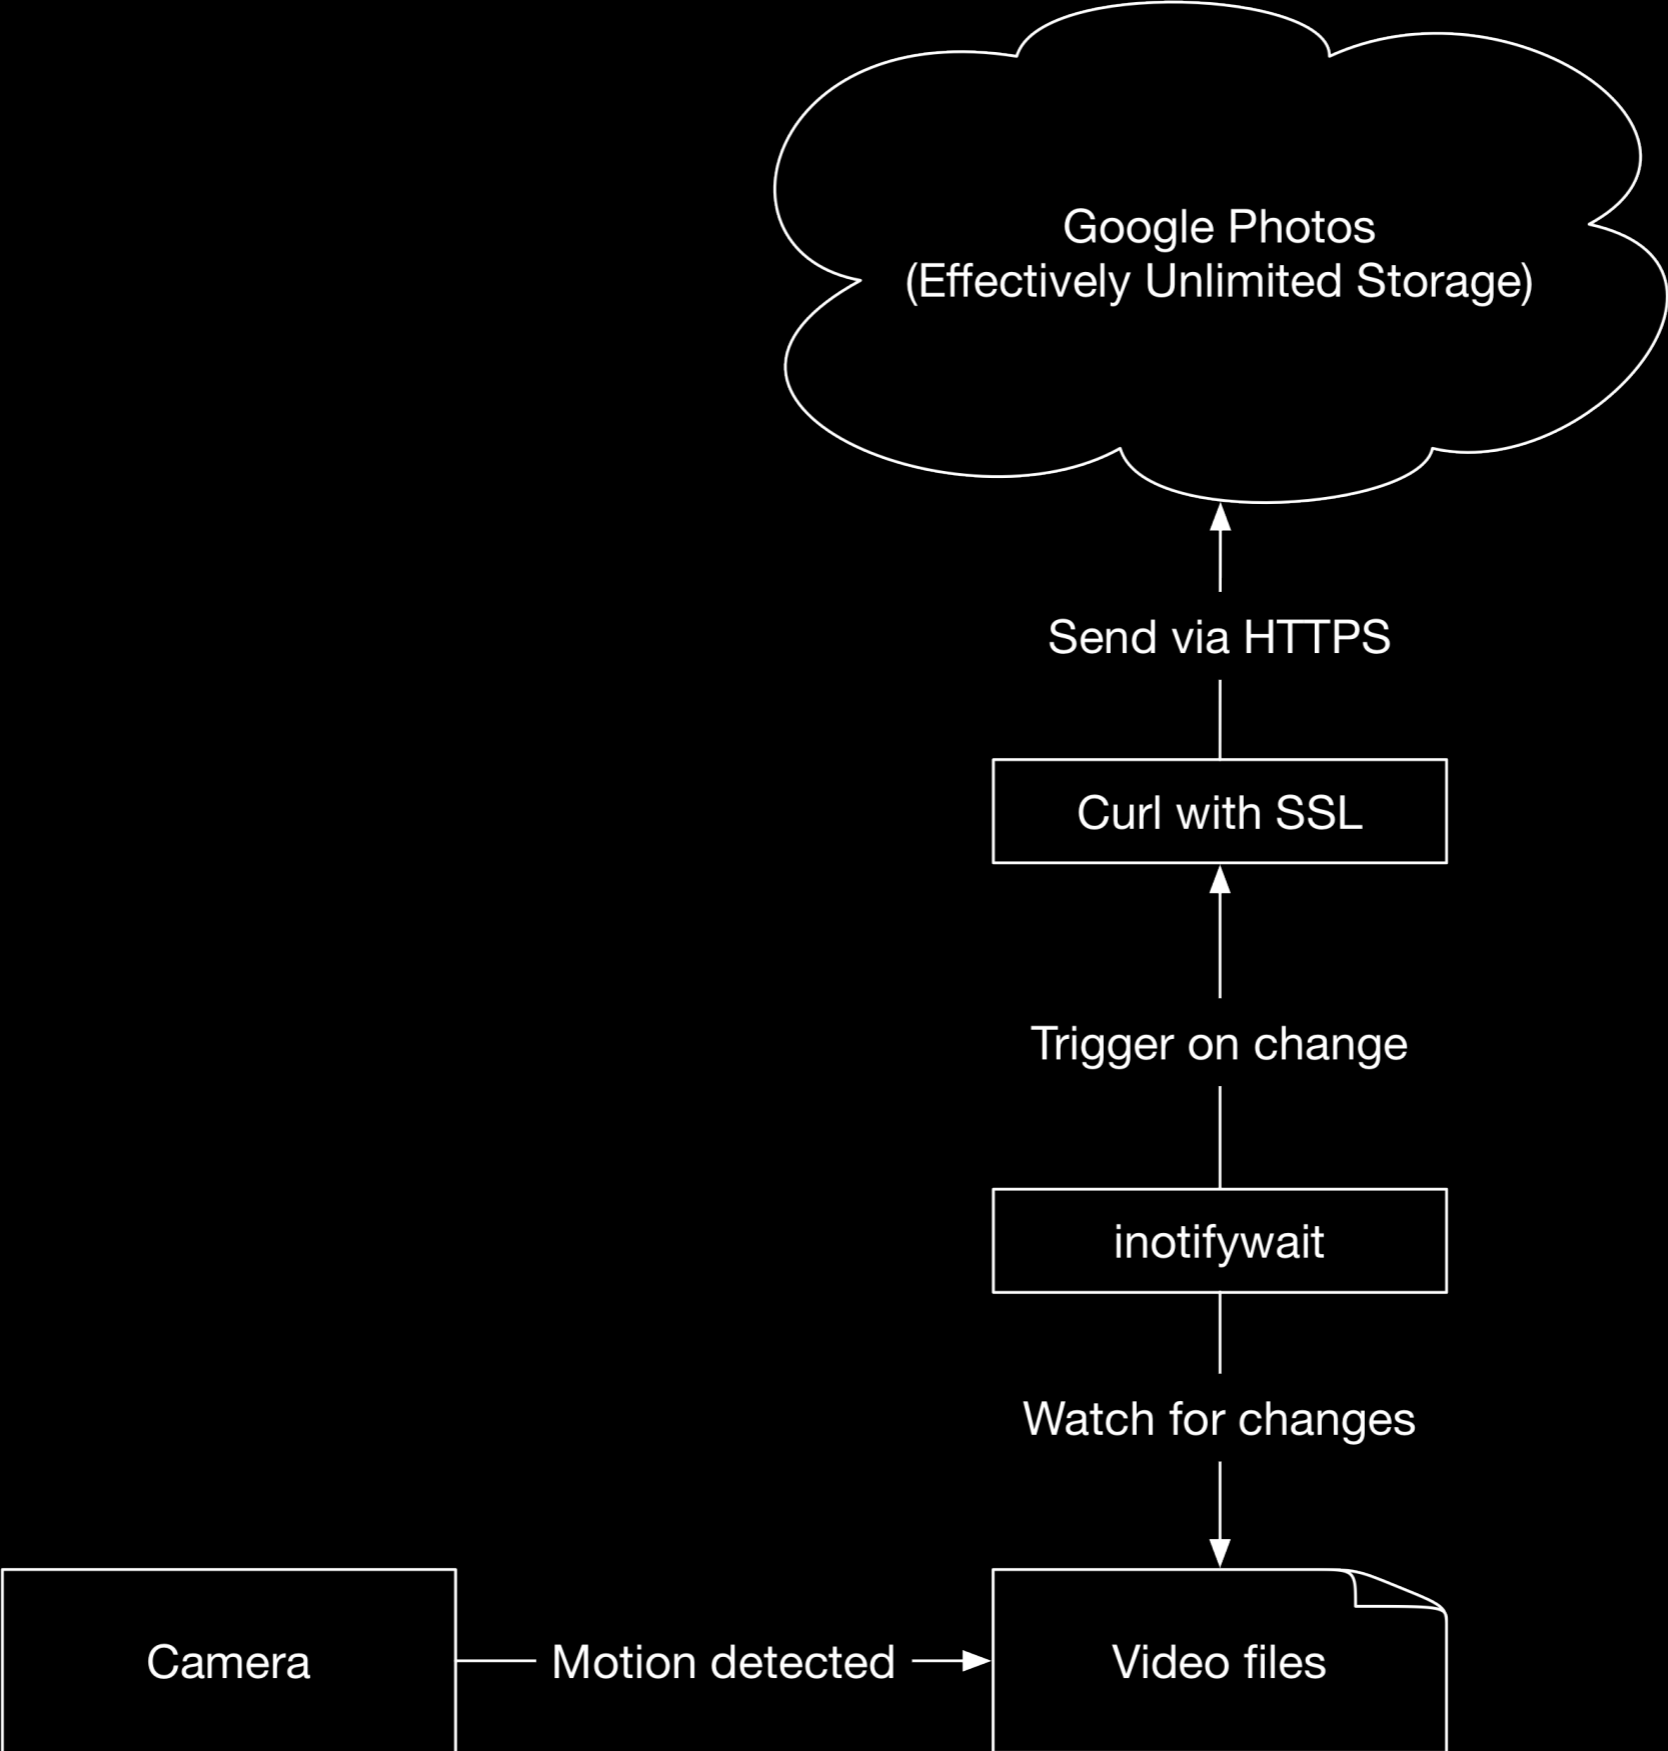 Google Photos
(Effectively Unlimited Storage)
Send via HTTPS
Curl with SSL
Trigger on change
inotifywait
Watch for changes
Camera
Motion detected
Video files